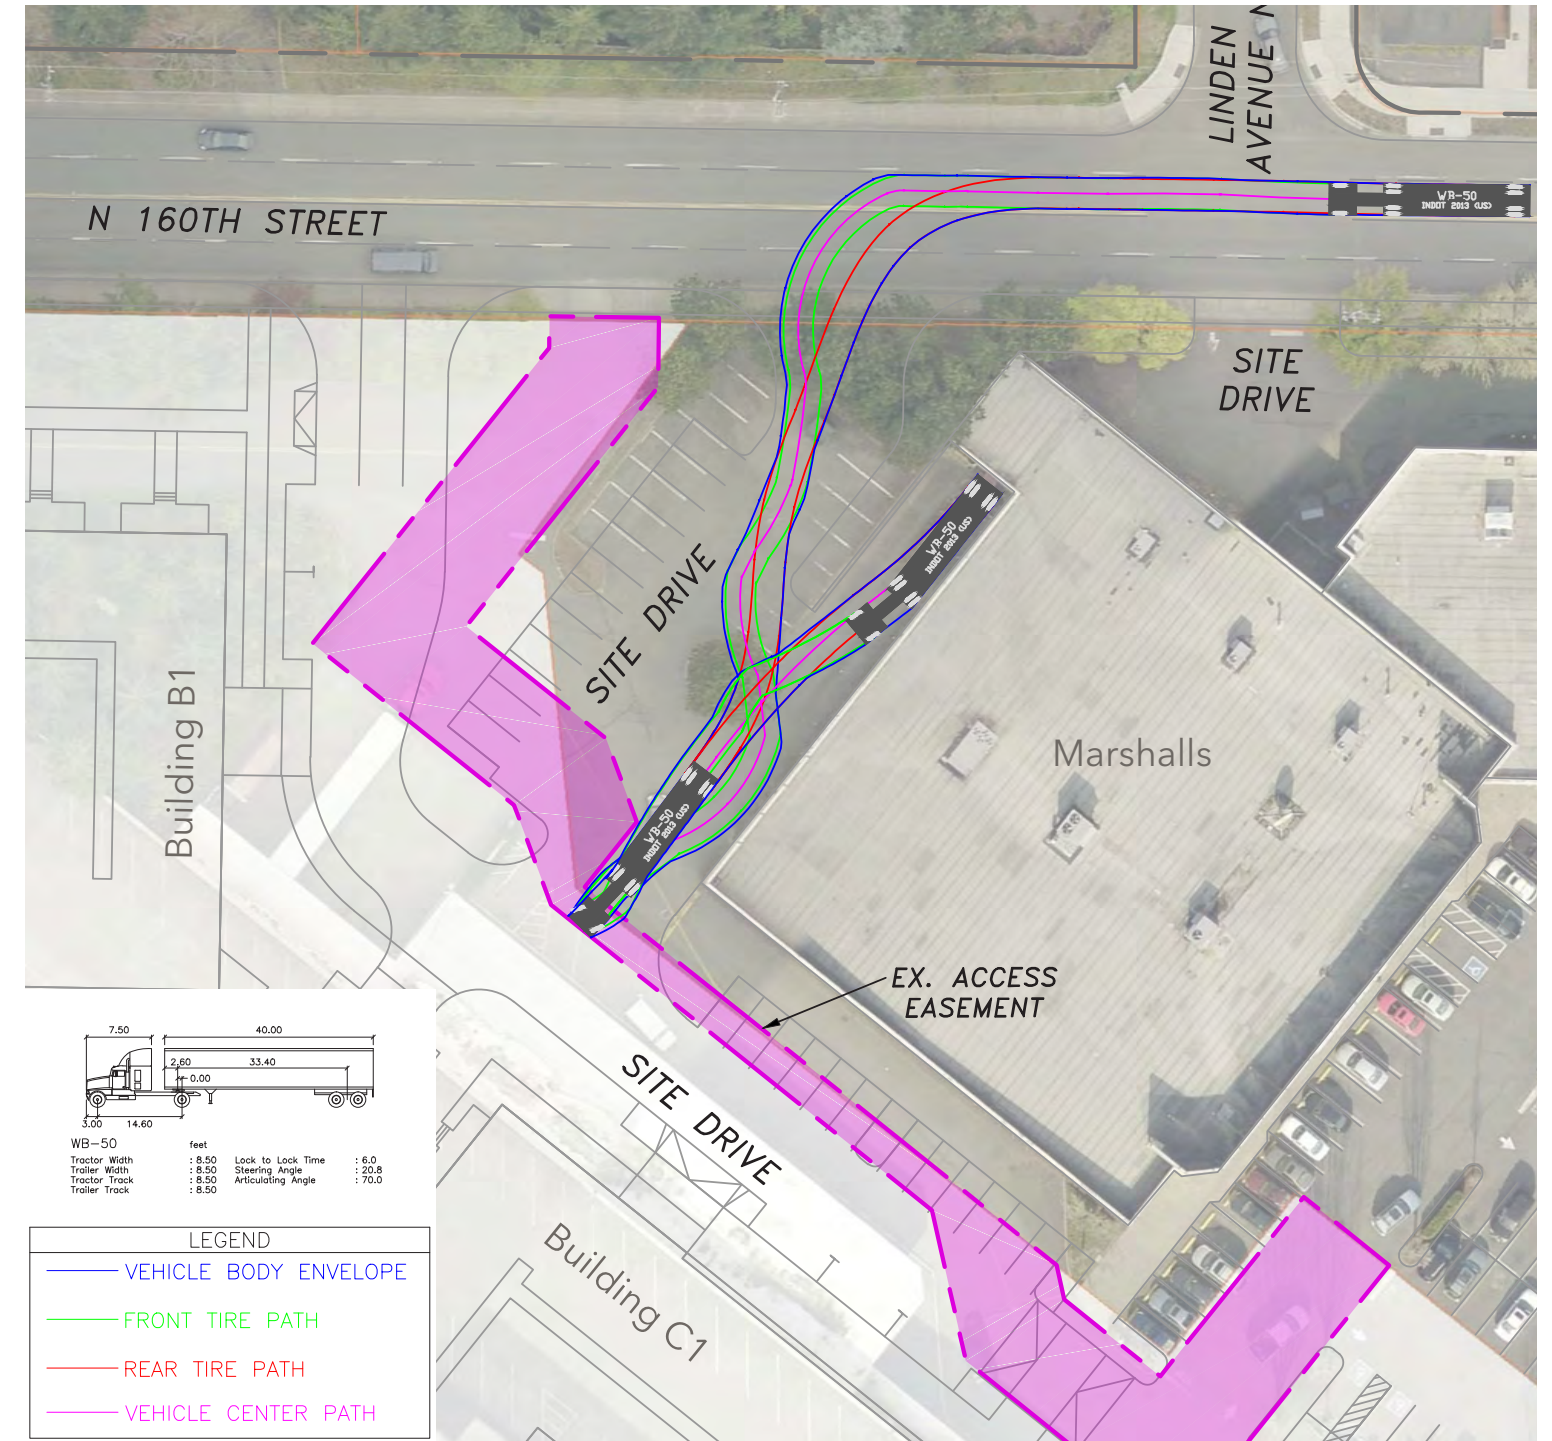 LINDEN
AVENUE N
N 160TH STREET
WB-50
INDOT 2013 (US)
SITE
DRIVE
WB-50
INDOT 2013 (US)
SITE DRIVE
Building B1
Marshalls
WB-50
INDOT 2013 (US)
EX. ACCESS
EASEMENT
SITE DRIVE
Building C1
7.50 40.00
2.60 33.40
0.00
3.00 14.60
WB-50 feet
Tractor Width : 8.50 Lock to Lock Time : 6.0
Trailer Width : 8.50 Steering Angle : 20.8
Tractor Track : 8.50 Articulating Angle : 70.0
Trailer Track : 8.50
LEGEND
VEHICLE BODY ENVELOPE
FRONT TIRE PATH
REAR TIRE PATH
VEHICLE CENTER PATH